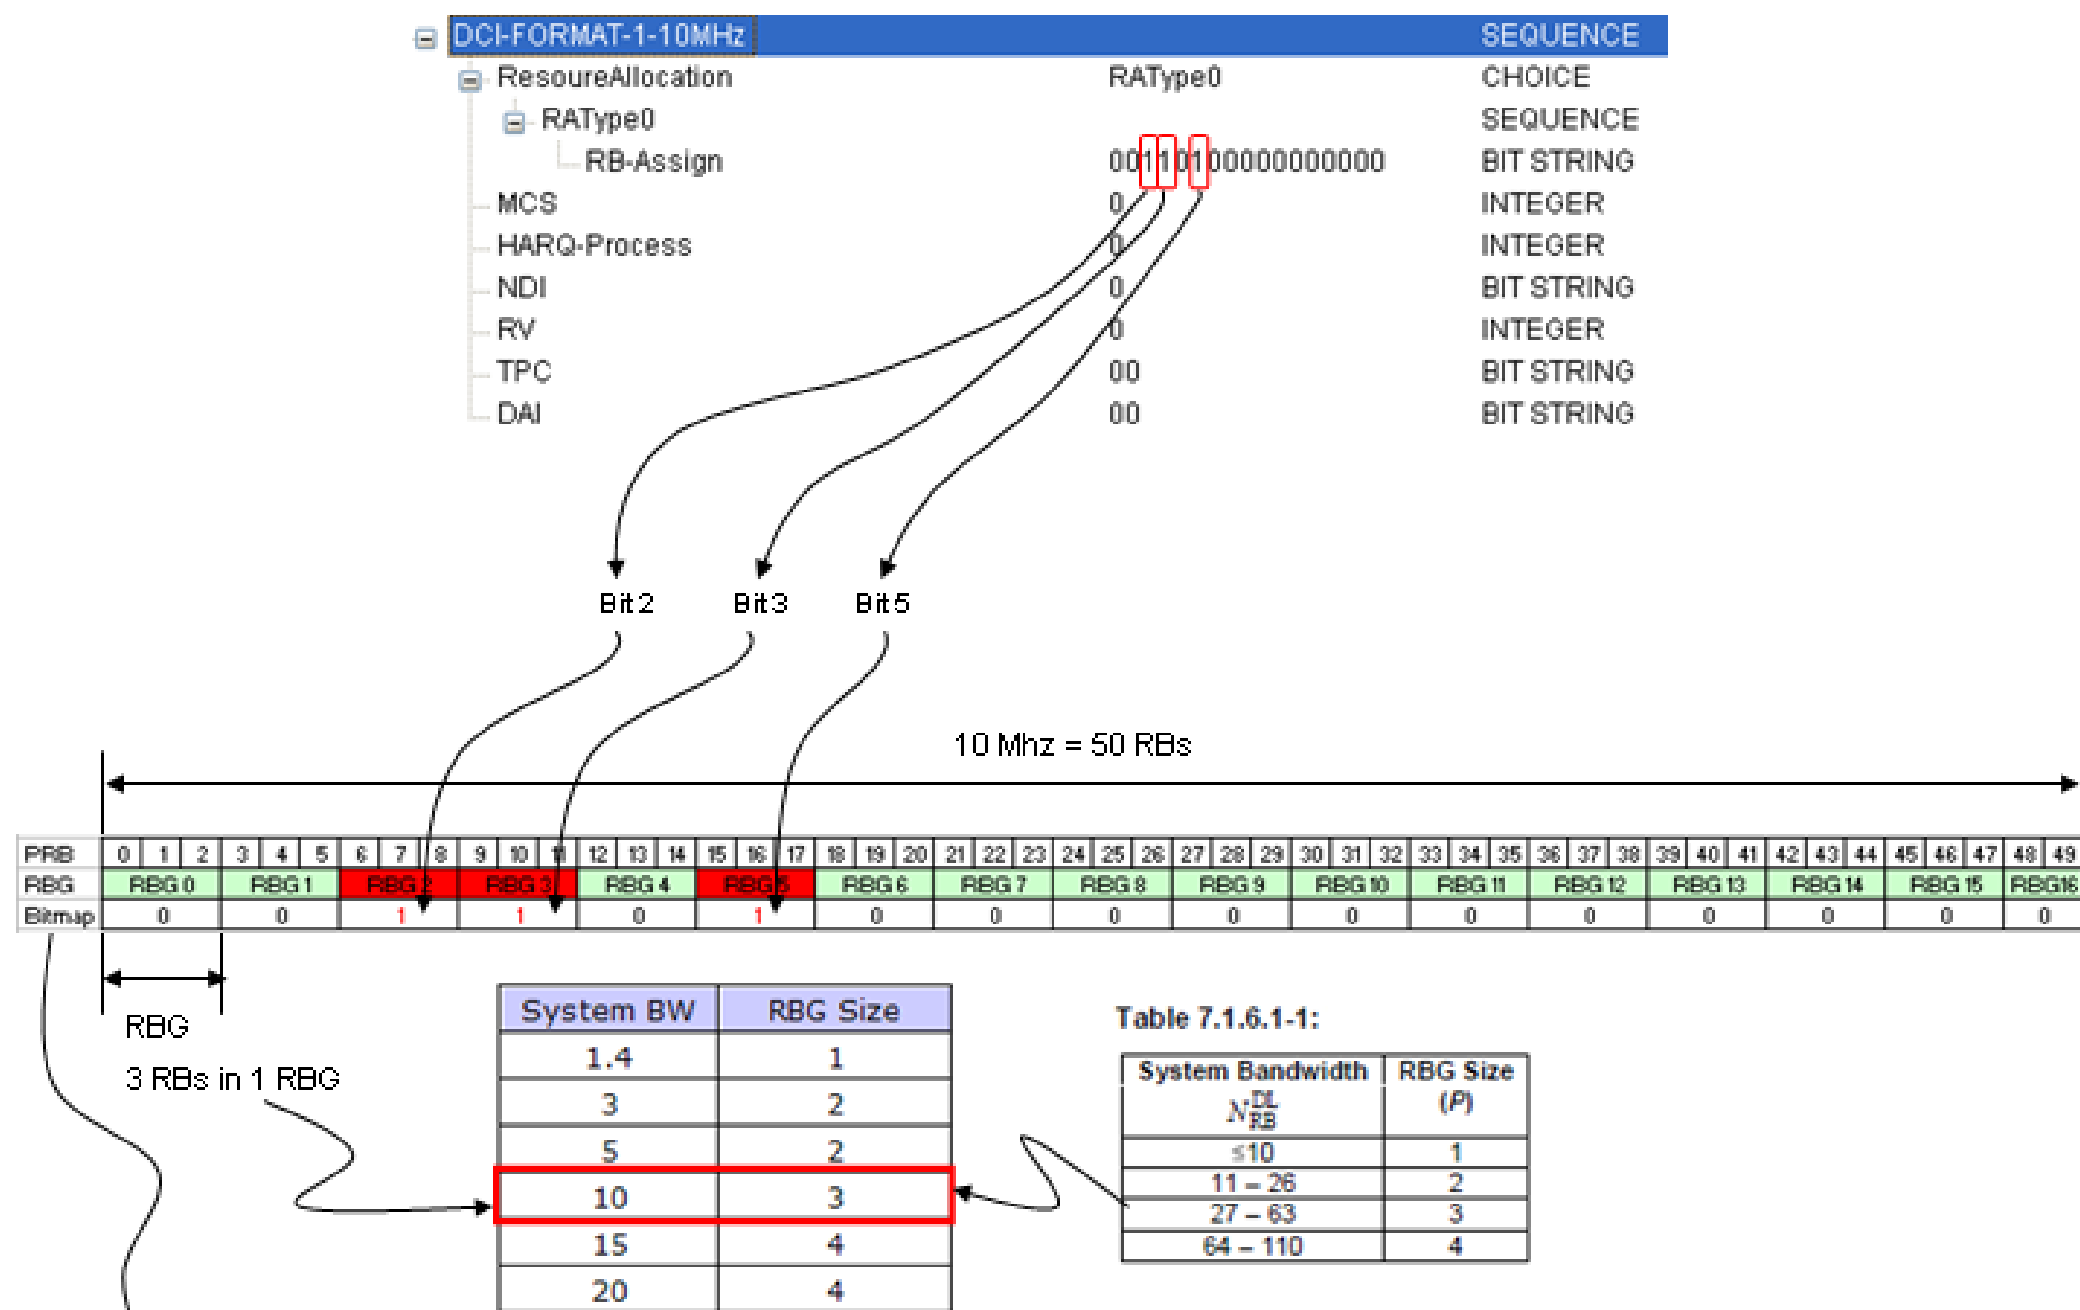 DCI-FORMAT-1-10MHz SEQUENCE
ResoureAllocation RAType0 CHOICE
RAType0 SEQUENCE
RB-Assign 00110100000000000 BIT STRING
MCS 0 INTEGER
HARQ-Process 0 INTEGER
NDI 0 BIT STRING
RV 0 INTEGER
TPC 00 BIT STRING
DAI 00 BIT STRING
Bit2 Bit3 Bit5
10 Mhz = 50 RBs
PRB 0 1 2 3 4 5 6 7 8 9 10 11 12 13 14 15 16 17 18 19 20 21 22 23 24 25 26 27 28 29 30 31 32 33 34 35 36 37 38 39 40 41 42 43 44 45 46 47 48 49
RBG RBG 0 RBG 1 RBG 2 RBG 3 RBG 4 RBG 5 RBG 6 RBG 7 RBG 8 RBG 9 RBG 10 RBG 11 RBG 12 RBG 13 RBG 14 RBG 15 RBG16
Bitmap 0 0 1 1 0 1 0 0 0 0 0 0 0 0 0 0 0
RBG
3 RBs in 1 RBG
System BW RBG Size
1.4 1
3 2
5 2
10 3
15 4
20 4
Table 7.1.6.1-1:
System Bandwidth RBG Size
N_RB^DL (P)
≤10 1
11 – 26 2
27 – 63 3
64 – 110 4